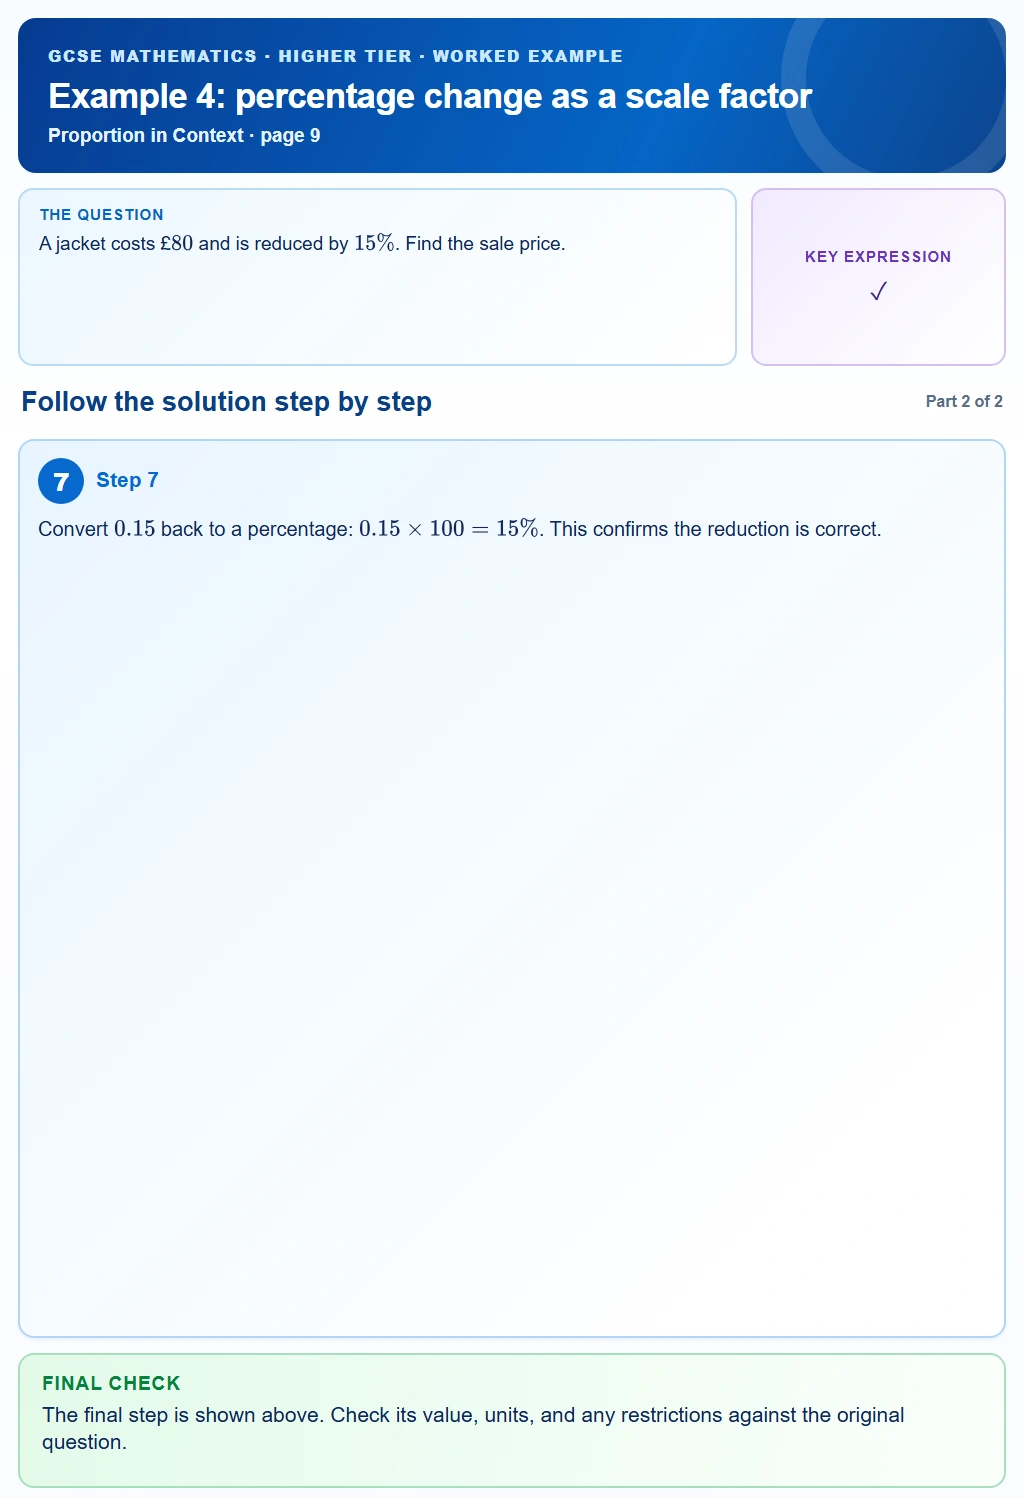 GCSE MATHEMATICS · HIGHER TIER · WORKED EXAMPLE
Example 4: percentage change as a scale factor
Proportion in Context · page 9
THE QUESTION
A jacket costs £80 and is reduced by 15%. Find the sale price.
KEY EXPRESSION
✓
Follow the solution step by step
Part 2 of 2
7 Step 7
Convert 0.15 back to a percentage: 0.15 × 100 = 15%. This confirms the reduction is correct.
FINAL CHECK
The final step is shown above. Check its value, units, and any restrictions against the original
question.